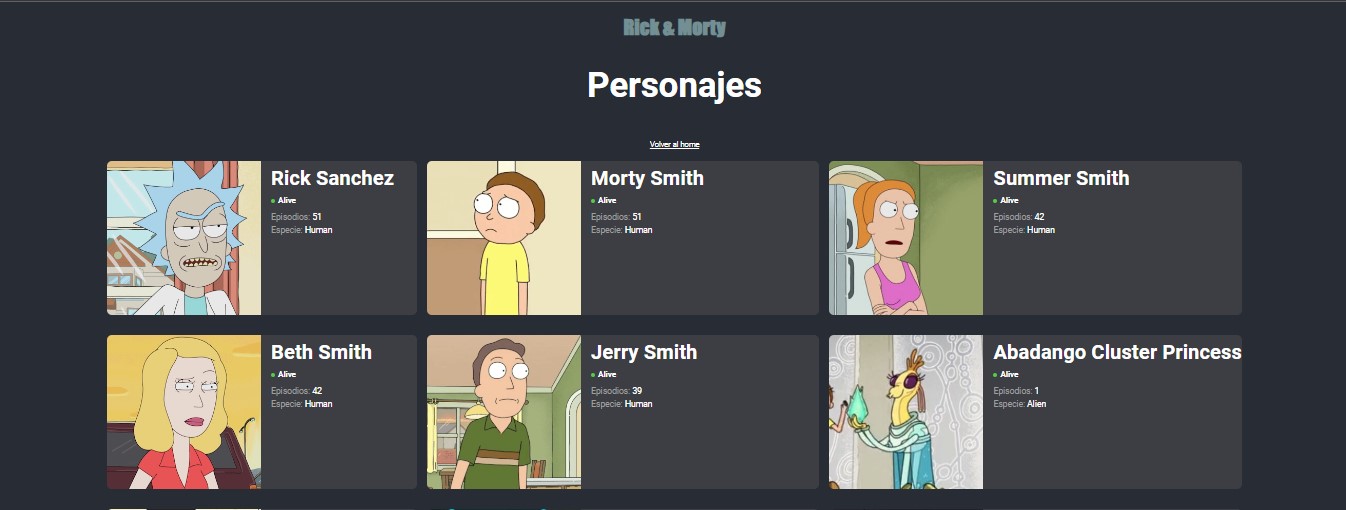 Rick & Morty
Personajes
Volver al home
Rick Sanchez
Alive
Episodios: 51
Especie: Human
Morty Smith
Alive
Episodios: 51
Especie: Human
Summer Smith
Alive
Episodios: 42
Especie: Human
Beth Smith
Alive
Episodios: 42
Especie: Human
Jerry Smith
Alive
Episodios: 39
Especie: Human
Abadango Cluster Princess
Alive
Episodios: 1
Especie: Alien